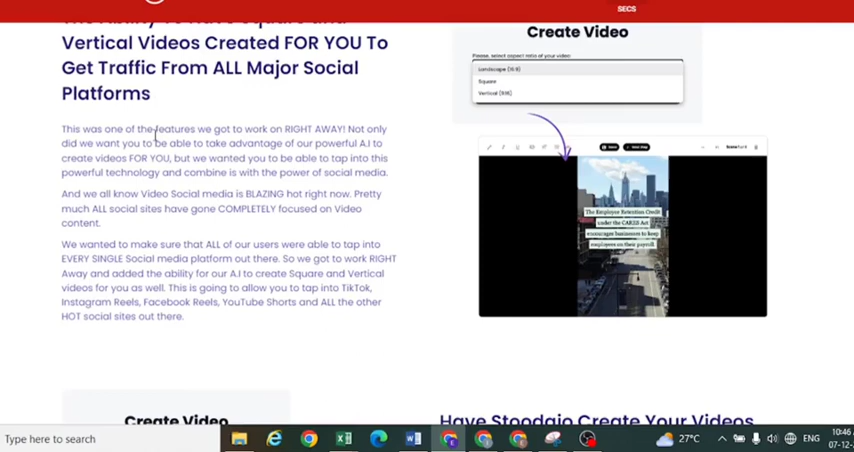 SECS
The Ability To Have Square and
Vertical Videos Created FOR YOU To
Get Traffic From ALL Major Social
Platforms
This was one of the features we got to work on RIGHT AWAY! Not only
did we want you to be able to take advantage of our powerful A.I to
create videos FOR YOU, but we wanted you to be able to tap into this
powerful technology and combine is with the power of social media.
And we all know Video Social media is BLAZING hot right now. Pretty
much ALL social sites have gone COMPLETELY focused on Video
content.
We wanted to make sure that ALL of our users were able to tap into
EVERY SINGLE Social media platform out there. So we got to work RIGHT
Away and added the ability for our A.I to create Square and Vertical
videos for you as well. This is going to allow you to tap into TikTok,
Instagram Reels, Facebook Reels, YouTube Shorts and ALL the other
HOT social sites out there.
Create Video
Please, select aspect ratio of your video:
Landscape (16:9)
Square
Vertical (9:16)
The Employee Retention Credit
under the CARES Act
encourages businesses to keep
employees on their payroll.
Create Video
Have Stoodaio Create Your Videos
Type here to search
27°C
ENG
10:46
07-12-